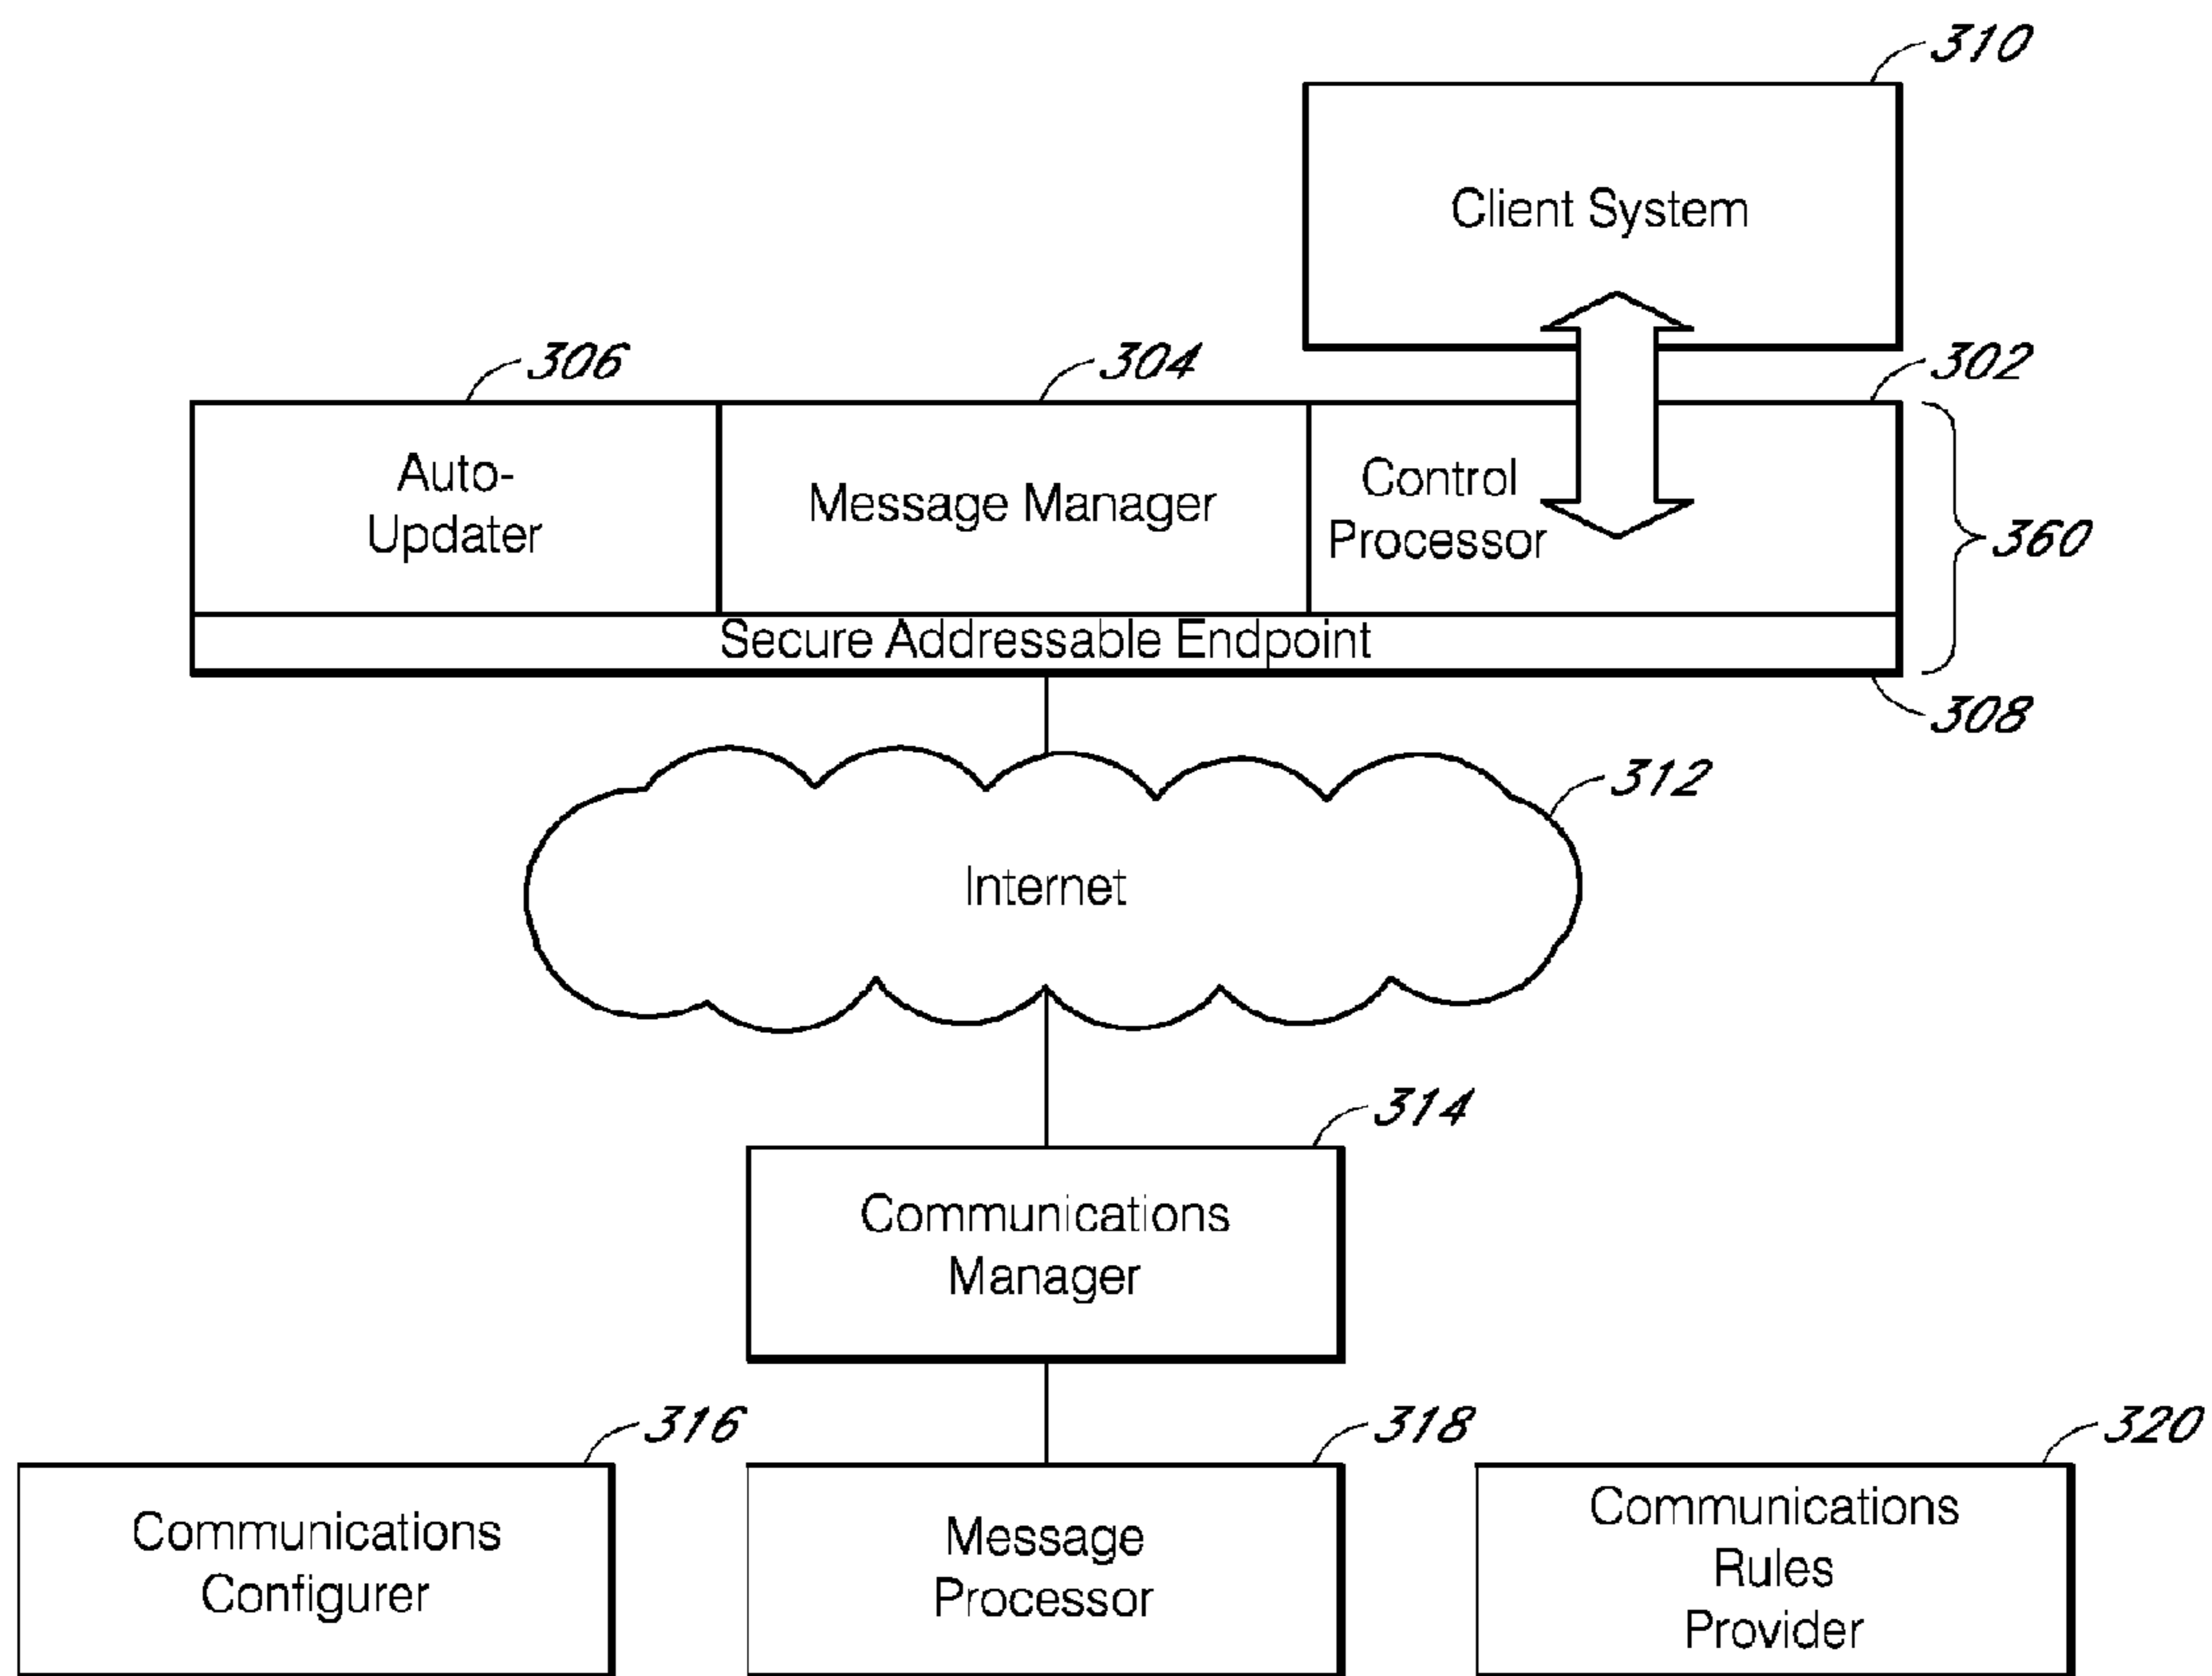 310
Client System
306
304
302
Auto-
Updater
Message Manager
Control
Processor
360
Secure Addressable Endpoint
308
312
Internet
314
Communications
Manager
316
318
320
Communications
Configurer
Message
Processor
Communications
Rules
Provider